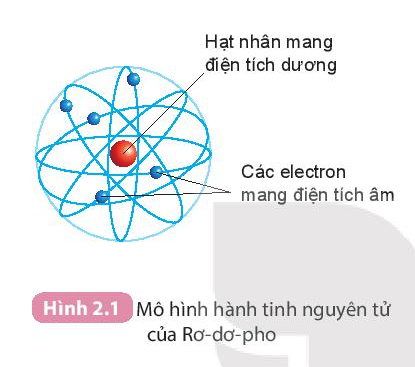 Hạt nhân mang
điện tích dương
Các electron
mang điện tích âm
Hình 2.1 Mô hình hành tinh nguyên tử
của Rơ-dơ-pho